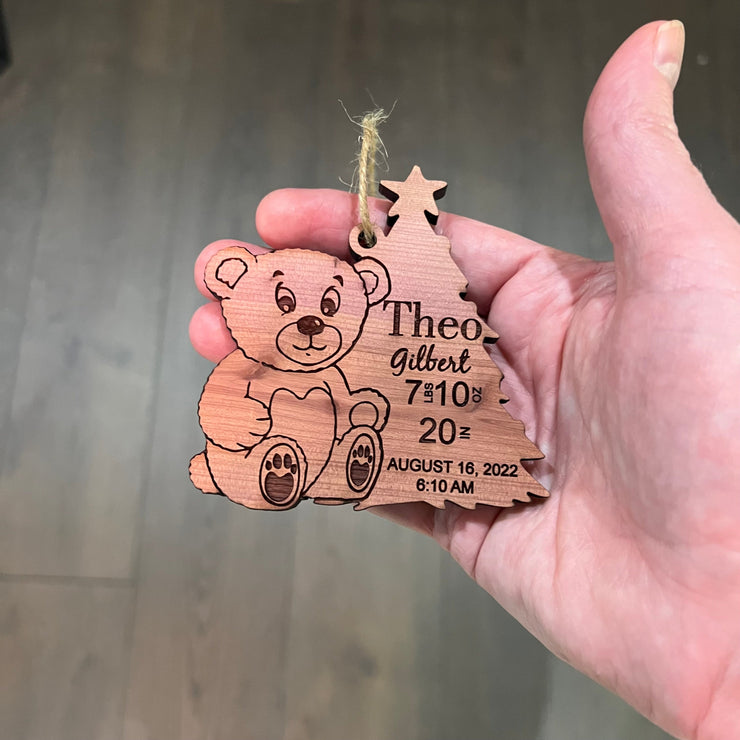 Theo
Gilbert
7 LBS 10 OZ
20 IN
AUGUST 16, 2022
6:10 AM